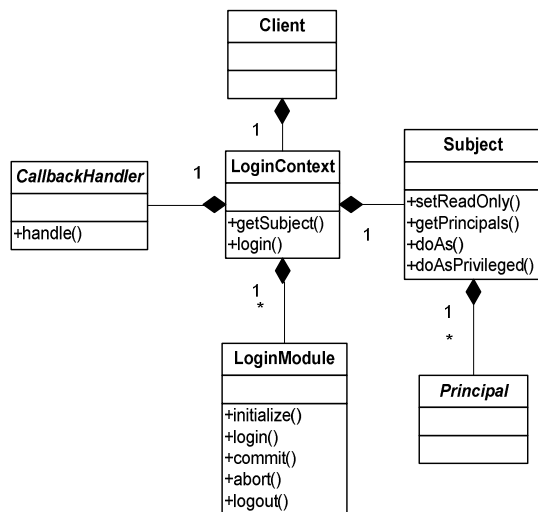 Client
1
CallbackHandler
+handle()
1
LoginContext
+getSubject()
+login()
1
Subject
+setReadOnly()
+getPrincipals()
+doAs()
+doAsPrivileged()
1
*
LoginModule
+initialize()
+login()
+commit()
+abort()
+logout()
1
*
Principal